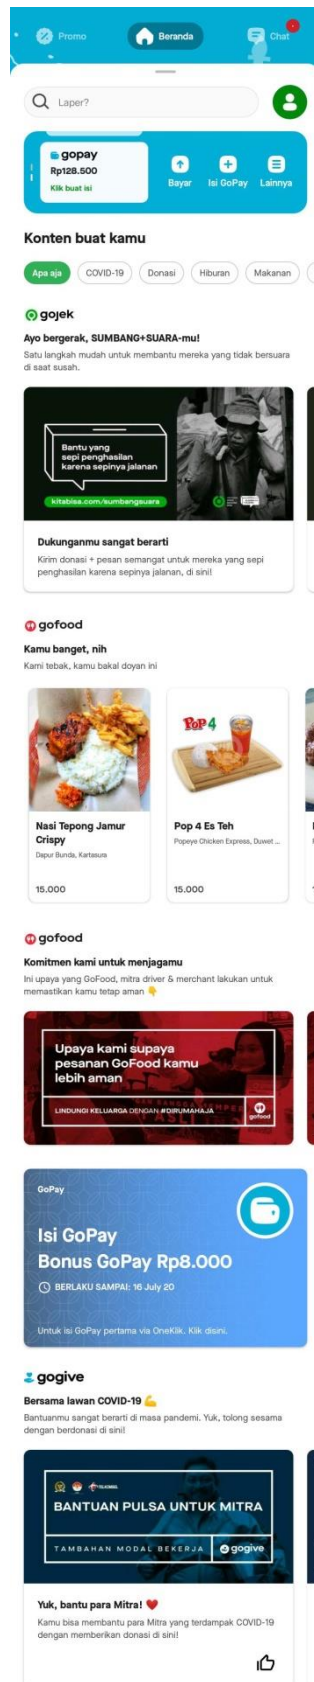 Promo
Beranda
Chat
Laper?
gopay
Rp128.500
Klik buat isi
Bayar
Isi GoPay
Lainnya
Konten buat kamu
Apa aja
COVID-19
Donasi
Hiburan
Makanan
gojek
Ayo bergerak, SUMBANG+SUARA-mu!
Satu langkah mudah untuk membantu mereka yang tidak bersuara
di saat susah.
Bantu yang
sepi penghasilan
karena sepinya jalanan
kitabisa.com/sumbangsuara
Dukunganmu sangat berarti
Kirim donasi + pesan semangat untuk mereka yang sepi
penghasilan karena sepinya jalanan, di sini!
gofood
Kamu banget, nih
Kami tebak, kamu bakal doyan ini
POP 4
Nasi Tepong Jamur
Crispy
Dapur Bunda, Kartasura
15.000
Pop 4 Es Teh
Popeye Chicken Express, Duwet ...
15.000
gofood
Komitmen kami untuk menjagamu
Ini upaya yang GoFood, mitra driver & merchant lakukan untuk
memastikan kamu tetap aman 👇
Upaya kami supaya
pesanan GoFood kamu
lebih aman
LINDUNGI KELUARGA DENGAN #DIRUMAHAJA
gofood
GoPay
Isi GoPay
Bonus GoPay Rp8.000
BERLAKU SAMPAI: 16 July 20
Untuk isi GoPay pertama via OneKlik. Klik disini.
gogive
Bersama lawan COVID-19 💪
Bantuanmu sangat berarti di masa pandemi. Yuk, tolong sesama
dengan berdonasi di sini!
TELKOMSEL
BANTUAN PULSA UNTUK MITRA
TAMBAHAN MODAL BEKERJA
gogive
Yuk, bantu para Mitra! ❤️
Kamu bisa membantu para Mitra yang terdampak COVID-19
dengan memberikan donasi di sini!